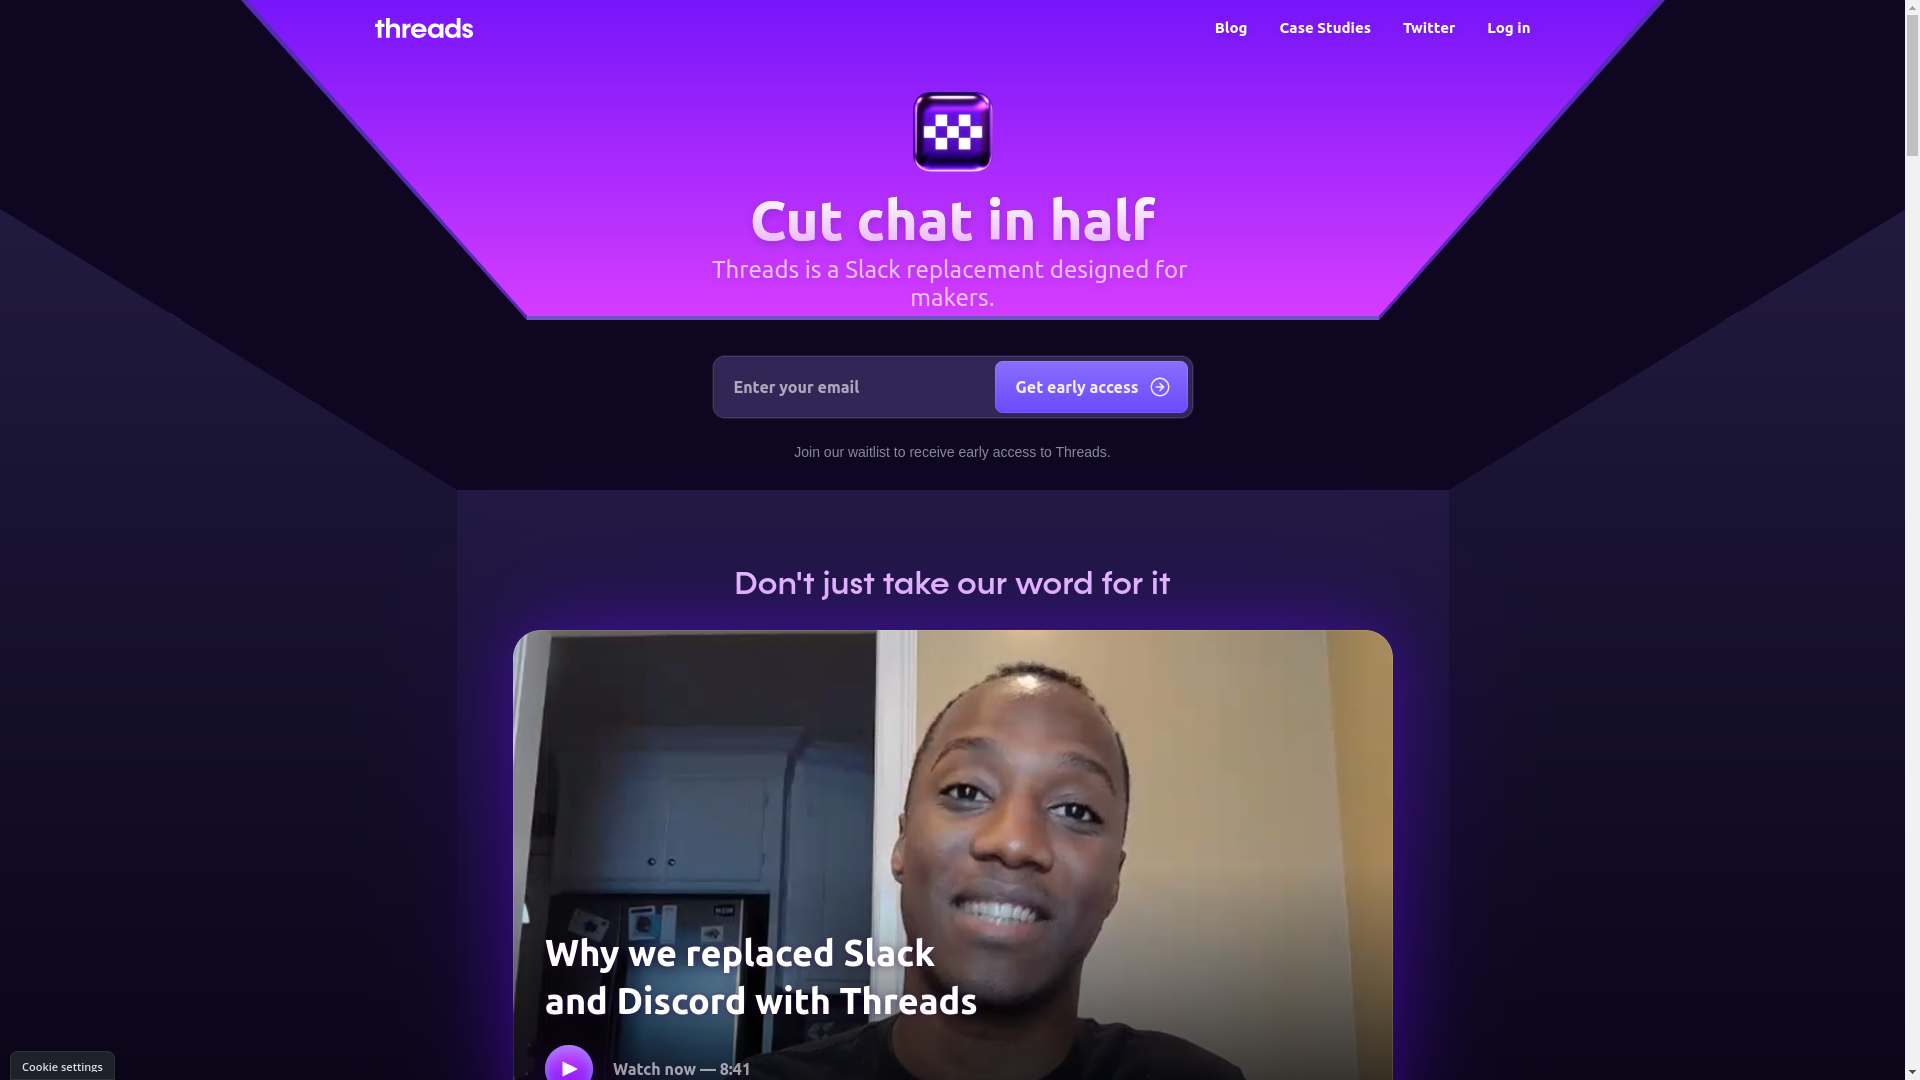 threads
Blog
Case Studies
Twitter
Log in
Cut chat in half
Threads is a Slack replacement designed for
makers.
Enter your email
Get early access
Join our waitlist to receive early access to Threads.
Don't just take our word for it
Why we replaced Slack
and Discord with Threads
Watch now — 8:41
Cookie settings